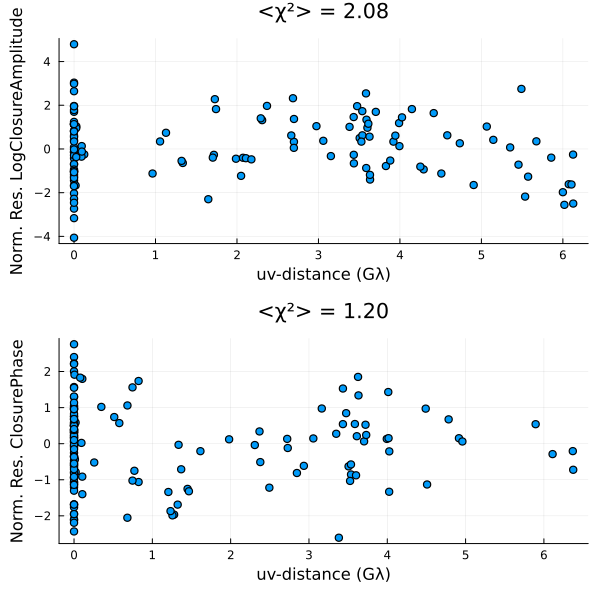 <χ²> = 2.08
Norm. Res. LogClosureAmplitude
4
2
0
−2
−4
0 1 2 3 4 5 6
uv-distance (Gλ)
<χ²> = 1.20
Norm. Res. ClosurePhase
2
1
0
−1
−2
0 1 2 3 4 5 6
uv-distance (Gλ)